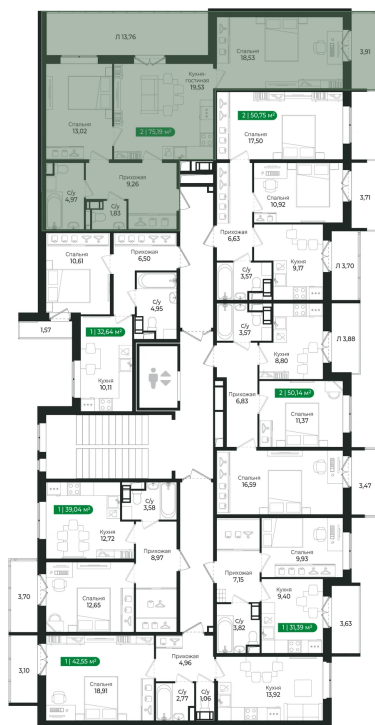 Л 13,76
Спальня
18,53
3,91
Кухня
гостиная
19,53
Спальня
13,02
2 | 75,19 м²
2 | 50,75 м²
Спальня
17,50
Прихожая
9,26
С/у
4,97
С/у
1,83
Спальня
10,92
3,71
Прихожая
6,63
Прихожая
6,50
Спальня
10,61
С/у
3,57
Кухня
9,17
Л 3,70
С/у
4,95
1,57
1 | 32,64 м²
С/у
3,57
Кухня
8,80
Л 3,88
Кухня
10,11
Прихожая
6,83
2 | 50,14 м²
Спальня
11,37
Спальня
16,59
3,47
С/у
3,58
1 | 39,04 м²
Кухня
12,72
Прихожая
8,97
Спальня
9,93
Прихожая
7,15
Кухня
9,40
3,70
Спальня
12,65
С/у
3,82
1 | 31,39 м²
3,63
3,10
1 | 42,55 м²
Спальня
18,91
Прихожая
4,96
С/у
2,77
С/у
1,06
Кухня
13,92